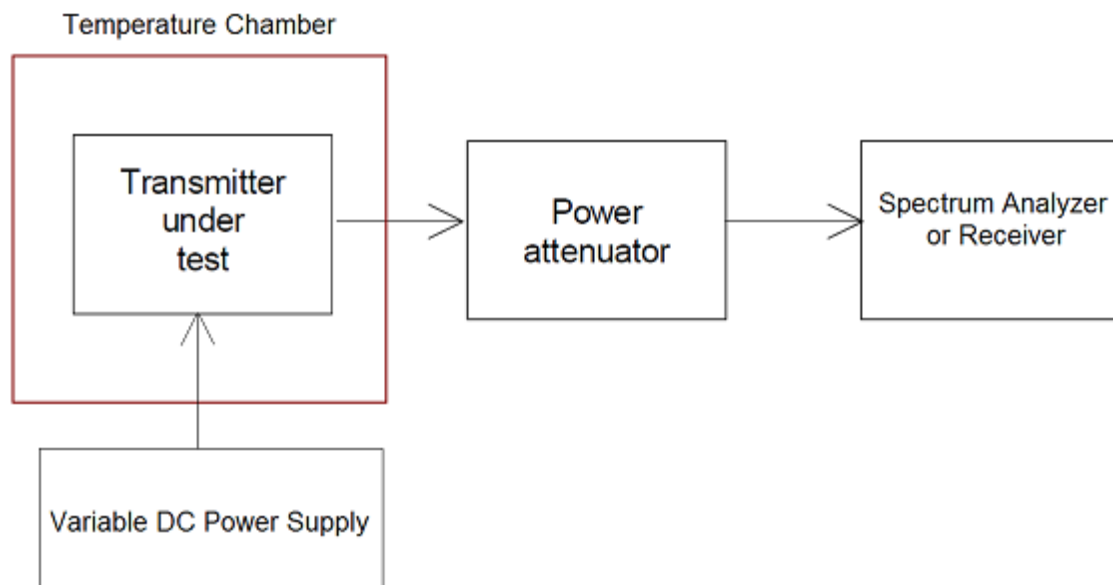 Temperature Chamber
Transmitter
under
test
Power
attenuator
Spectrum Analyzer
or Receiver
Variable DC Power Supply